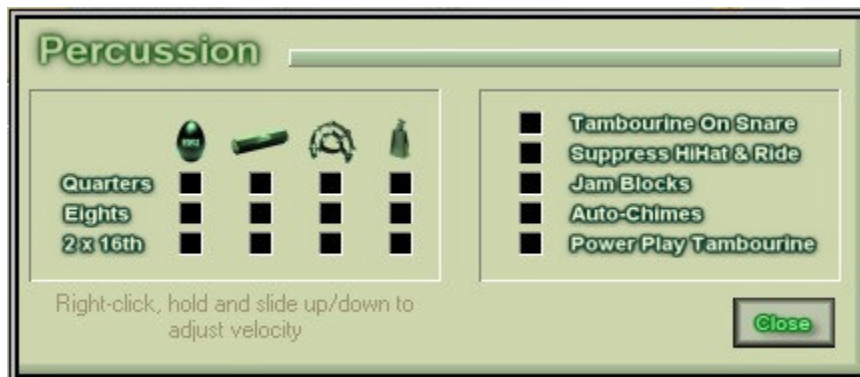 Percussion
Quarters
Eights
2 x 16th
Right-click, hold and slide up/down to
adjust velocity
Tambourine On Snare
Suppress HiHat & Ride
Jam Blocks
Auto-Chimes
Power Play Tambourine
Close